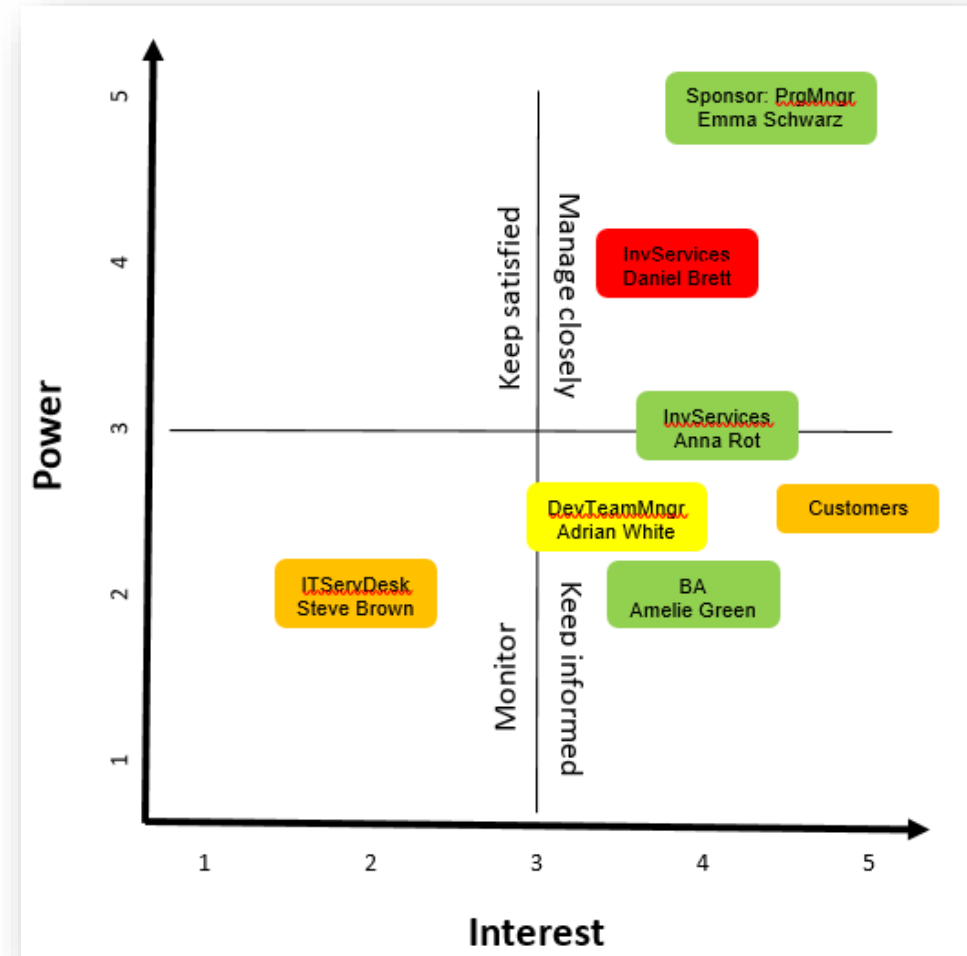 5
Sponsor: PrgMngr
Emma Schwarz
Keep satisfied
Manage closely
4
InvServices
Daniel Brett
Power
3
InvServices
Anna Rot
DevTeamMngr
Adrian White
Customers
2
ITServDesk
Steve Brown
BA
Amelie Green
Monitor
Keep informed
1
1 2 3 4 5
Interest